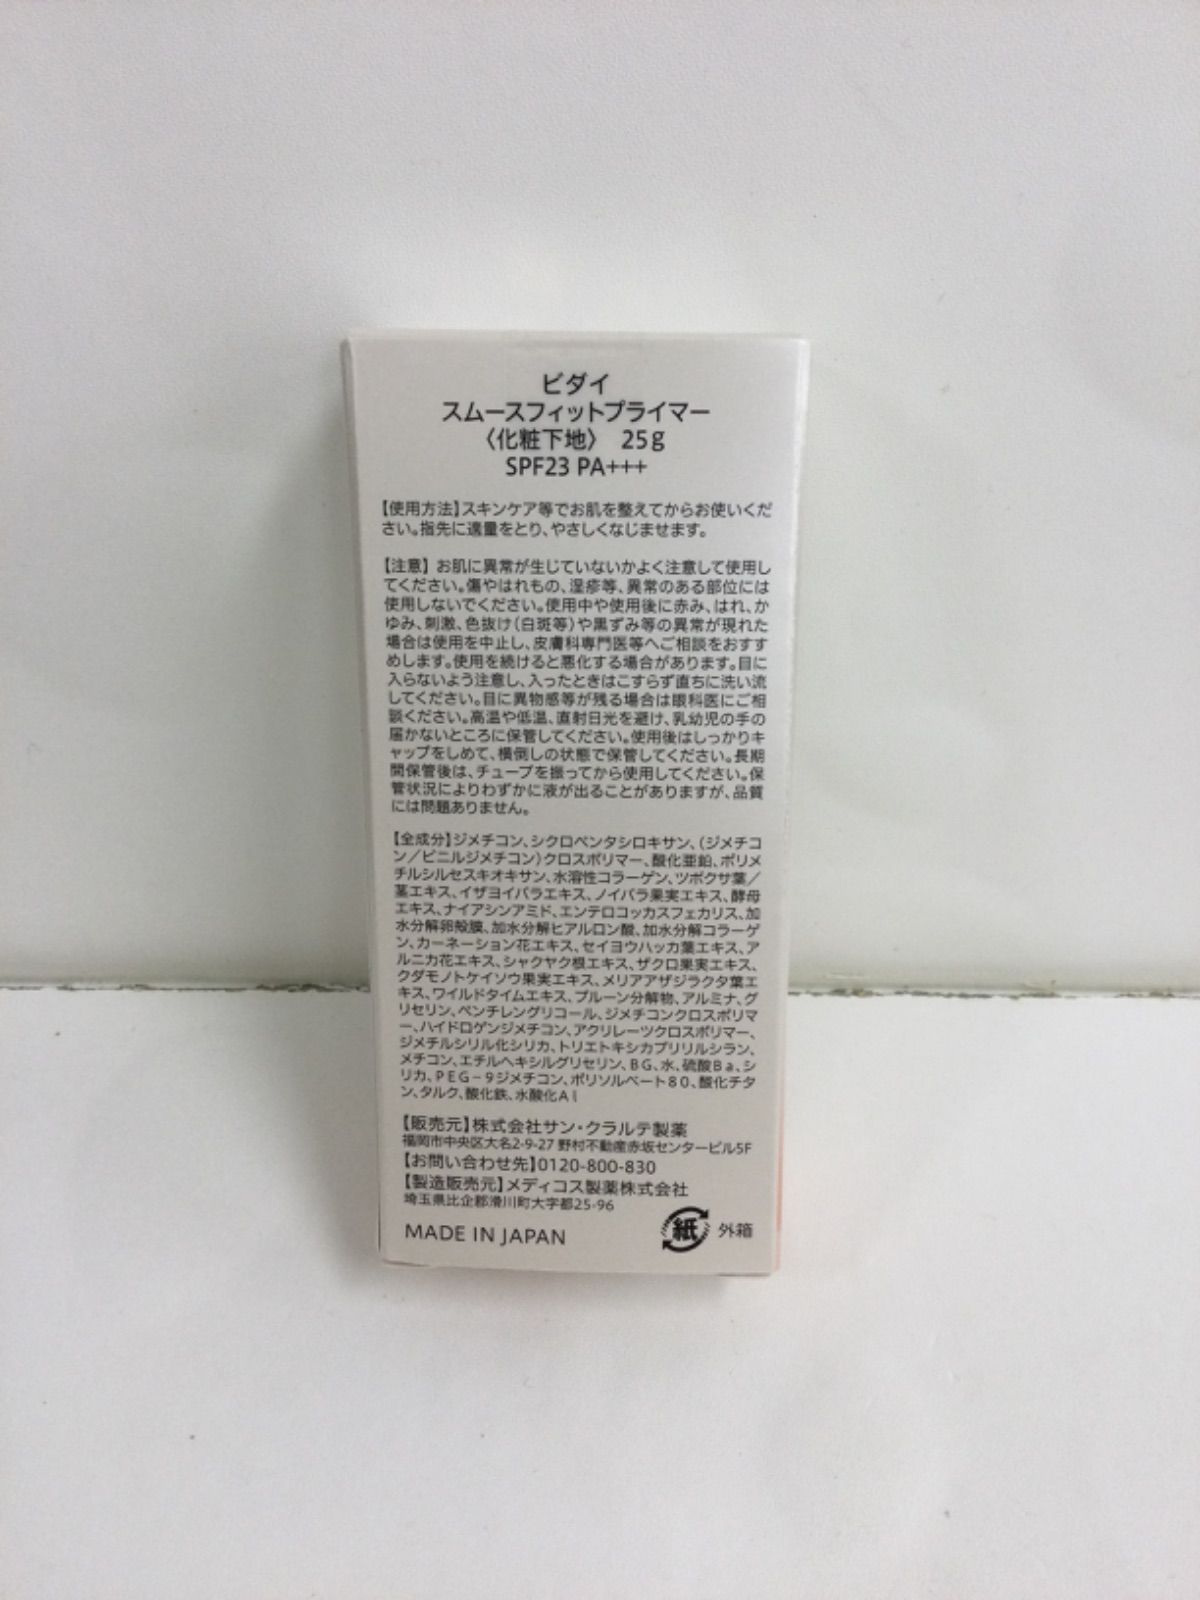 ビダイ
スムースフィットプライマー
〈化粧下地〉 25g
SPF23 PA+++
【使用方法】スキンケア等でお肌を整えてからお使いくだ
さい。指先に適量をとり、やさしくなじませます。
【注意】お肌に異常が生じていないかよく注意して使用し
てください。傷やはれもの、湿疹等、異常のある部位には
使用しないでください。使用中や使用後に赤み、はれ、か
ゆみ、刺激、色抜け(白斑等)や黒ずみ等の異常が現れた
場合は使用を中止し、皮膚科専門医等へご相談をおすす
めします。使用を続けると悪化する場合があります。目に
入らないよう注意し、入ったときはこすらず直ちに洗い流
してください。目に異物感等が残る場合は眼科医にご相
談ください。高温や低温、直射日光を避け、乳幼児の手の
届かないところに保管してください。使用後はしっかりキ
ャップをしめて、横倒しの状態で保管してください。長期
間保管後は、チューブを振ってから使用してください。保
管状況によりわずかに液が出ることがありますが、品質
には問題ありません。
【全成分】ジメチコン、シクロペンタシロキサン、(ジメチコ
ン/ビニルジメチコン)クロスポリマー、酸化亜鉛、ポリメ
チルシルセスキオキサン、水溶性コラーゲン、ツボクサ葉/
茎エキス、イザヨイバラエキス、ノイバラ果実エキス、酵母
エキス、ナイアシンアミド、エンテロコッカスフェカリス、加
水分解卵殻膜、加水分解ヒアルロン酸、加水分解コラーゲ
ン、カーネーション花エキス、セイヨウハッカ葉エキス、ア
ルニカ花エキス、シャクヤク根エキス、ザクロ果実エキス、
クダモノトケイソウ果実エキス、メリアアザジラクタ葉エ
キス、ワイルドタイムエキス、プルーン分解物、アルミナ、グ
リセリン、ペンチレングリコール、ジメチコンクロスポリマ
ー、ハイドロゲンジメチコン、アクリレーツクロスポリマー、
ジメチルシリル化シリカ、トリエトキシカプリリルシラン、
メチコン、エチルヘキシルグリセリン、BG、水、硫酸Ba、シ
リカ、PEG-9ジメチコン、ポリソルベート80、酸化チタ
ン、タルク、酸化鉄、水酸化Al
【販売元】株式会社サン・クラルテ製薬
福岡市中央区大名2-9-27 野村不動産赤坂センタービル5F
【お問い合わせ先】0120-800-830
【製造販売元】メディコス製薬株式会社
埼玉県比企郡滑川町大字都25-96
MADE IN JAPAN
紙 外箱